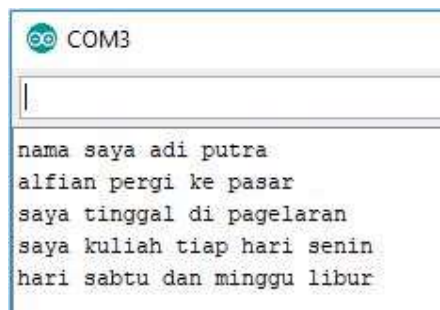 COM3
nama saya adi putra
alfian pergi ke pasar
saya tinggal di pagelaran
saya kuliah tiap hari senin
hari sabtu dan minggu libur